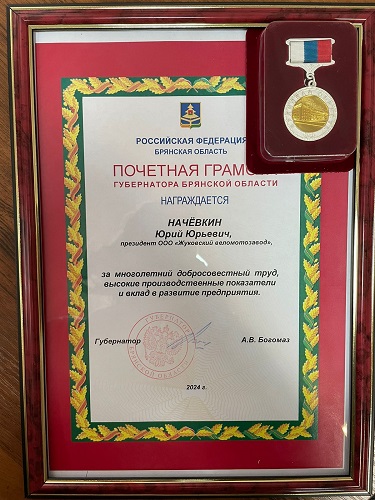 РОССИЙСКАЯ ФЕДЕРАЦИЯ
БРЯНСКАЯ ОБЛАСТЬ
ПОЧЕТНАЯ
ГУБЕРНАТОРА БРЯНСКОЙ ОБЛАСТИ
НАГРАЖДАЕТСЯ
НАЧЁВКИН
Юрий Юрьевич,
президент ООО «Жуковский веломотозавод»,
за многолетний добросовестный труд,
высокие производственные показатели
и вклад в развитие предприятия.
Губернатор А.В. Богомаз
ГУБЕРНАТОР
2024 г.